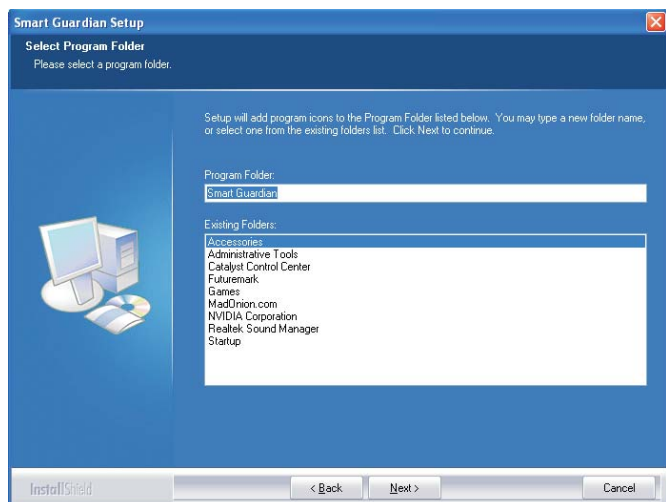 Smart Guardian Setup
Select Program Folder
Please select a program folder.
Setup will add program icons to the Program Folder listed below. You may type a new folder name,
or select one from the existing folders list. Click Next to continue.
Program Folder:
Smart Guardian
Existing Folders:
Accessories
Administrative Tools
Catalyst Control Center
Futuremark
Games
MadOnion.com
NVIDIA Corporation
Realtek Sound Manager
Startup
InstallShield
< Back
Next >
Cancel